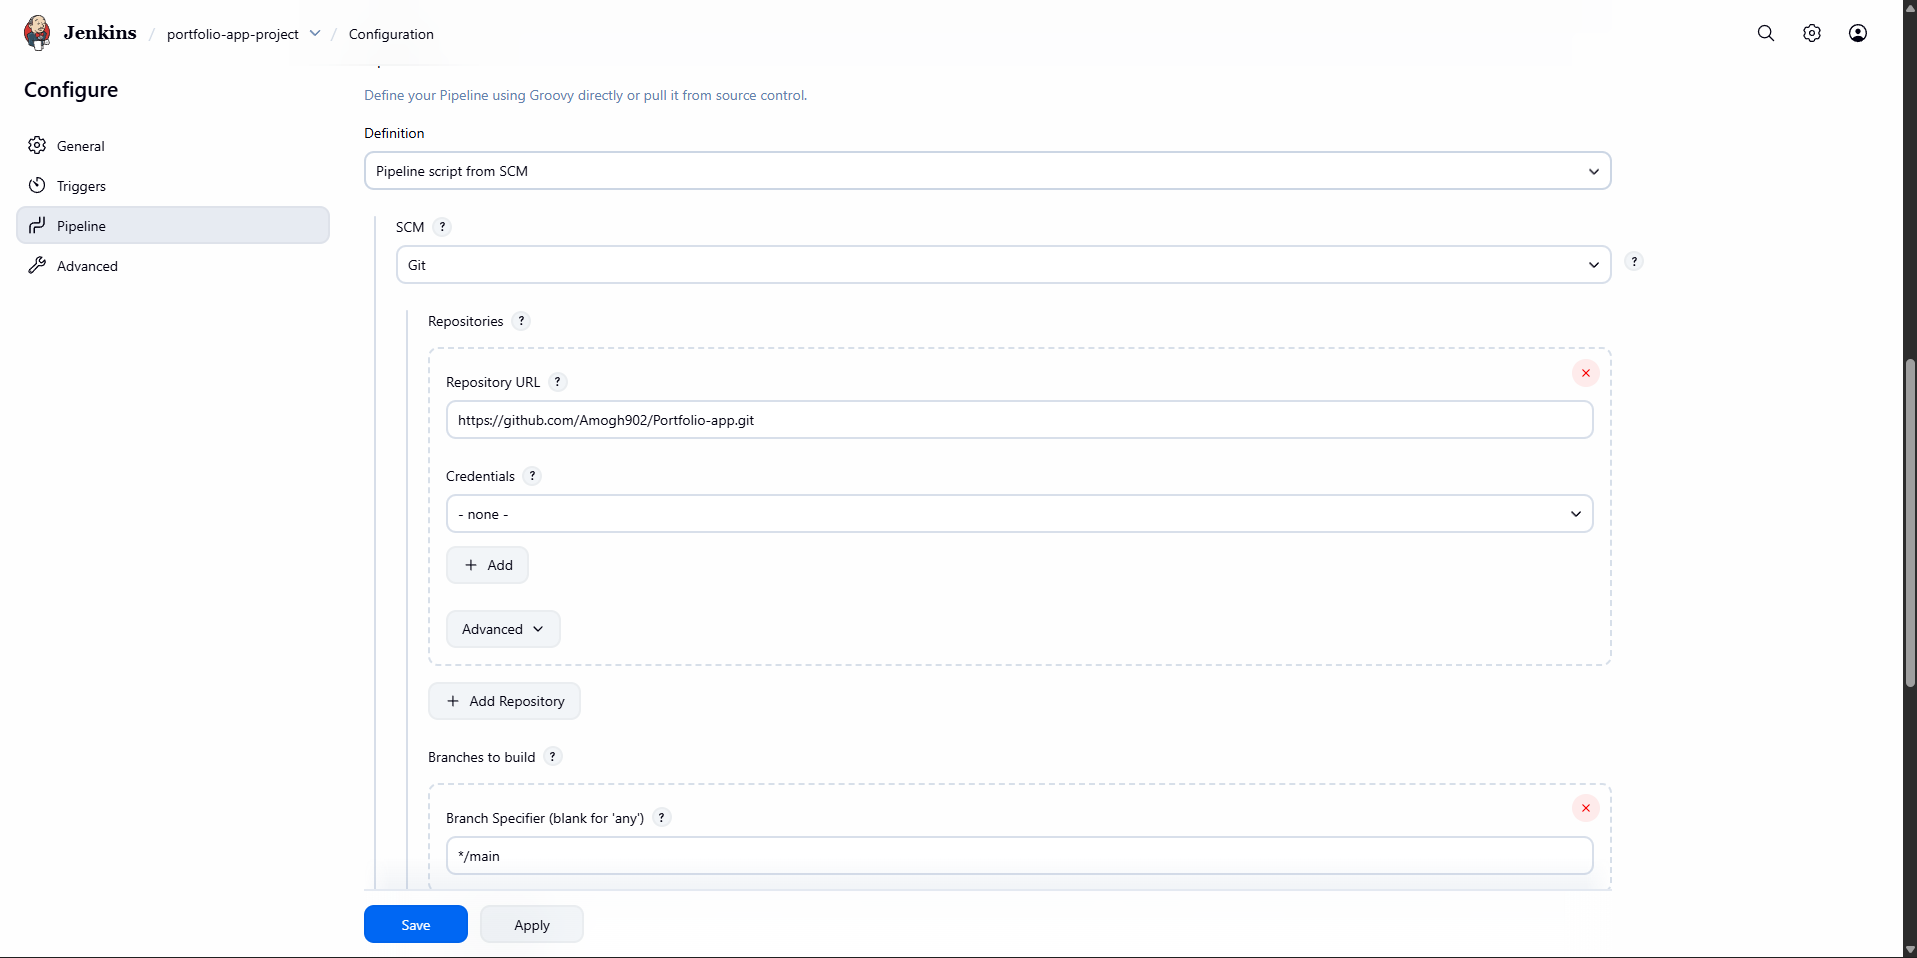 Jenkins / portfolio-app-project / Configuration
Configure
General
Triggers
Pipeline
Advanced
Define your Pipeline using Groovy directly or pull it from source control.
Definition
Pipeline script from SCM
SCM ?
Git
?
Repositories ?
Repository URL ?
https://github.com/Amogh902/Portfolio-app.git
Credentials ?
- none -
+ Add
Advanced
+ Add Repository
Branches to build ?
Branch Specifier (blank for 'any') ?
*/main
Save
Apply